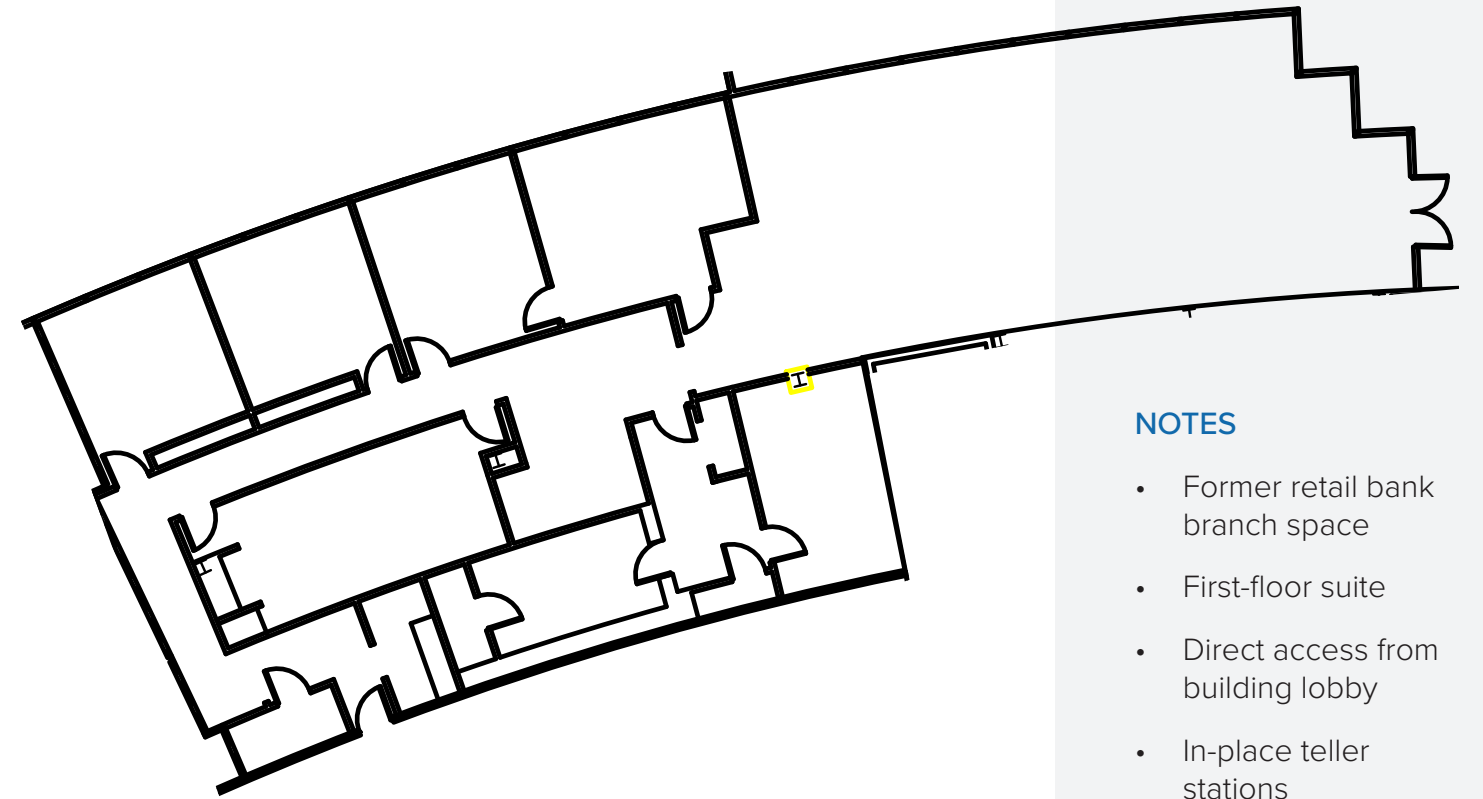 NOTES
• Former retail bank
branch space
• First-floor suite
• Direct access from
building lobby
• In-place teller
stations